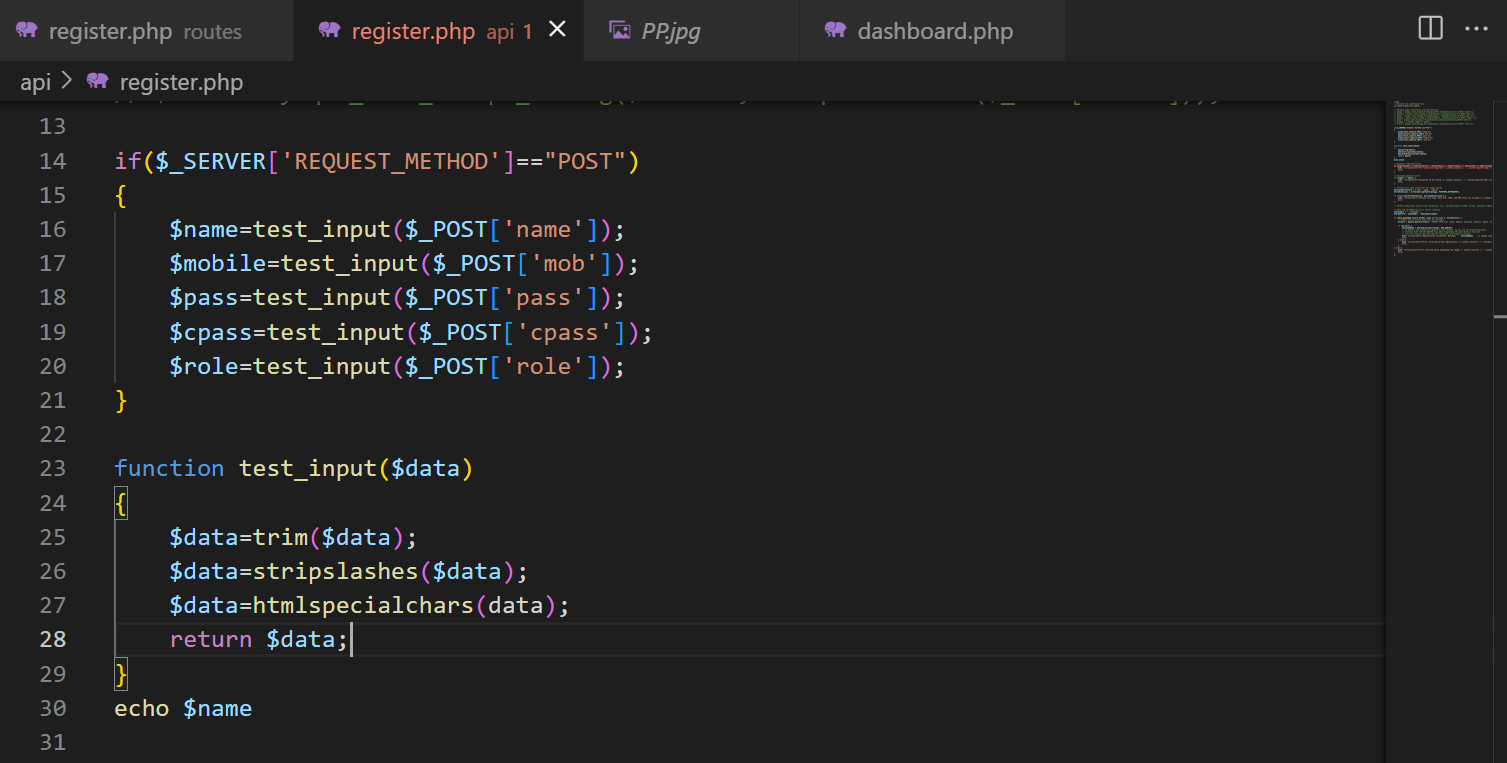 register.php routes
register.php api 1
PP.jpg
dashboard.php
api > register.php
13
14 if($_SERVER['REQUEST_METHOD']=="POST")
15 {
16 $name=test_input($_POST['name']);
17 $mobile=test_input($_POST['mob']);
18 $pass=test_input($_POST['pass']);
19 $cpass=test_input($_POST['cpass']);
20 $role=test_input($_POST['role']);
21 }
22
23 function test_input($data)
24 {
25 $data=trim($data);
26 $data=stripslashes($data);
27 $data=htmlspecialchars(data);
28 return $data;
29 }
30 echo $name
31